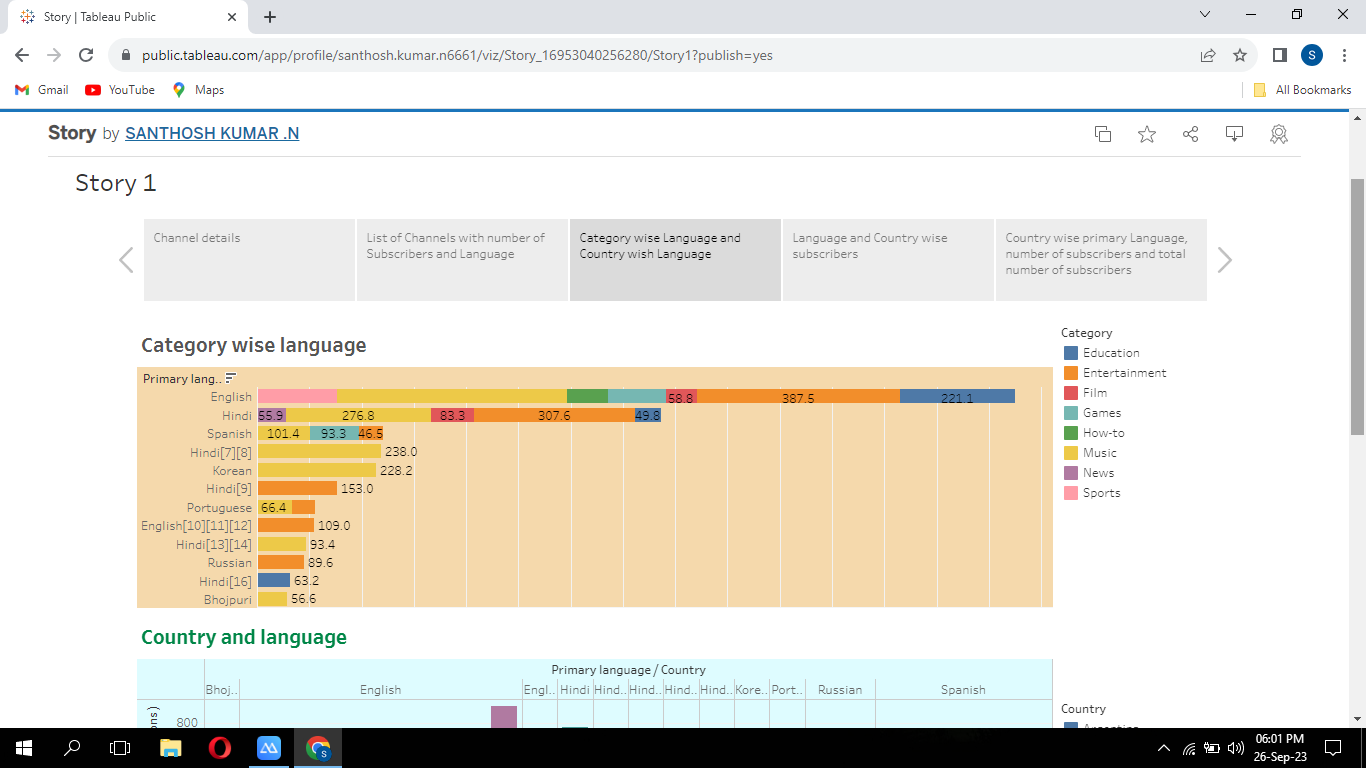 Story | Tableau Public
public.tableau.com/app/profile/santhosh.kumar.n6661/viz/Story_16953040256280/Story1?publish=yes
S
Gmail YouTube Maps All Bookmarks
Story by SANTHOSH KUMAR .N
Story 1
Channel details
List of Channels with number of
Subscribers and Language
Category wise Language and
Country wish Language
Language and Country wise
subscribers
Country wise primary Language,
number of subscribers and total
number of subscribers
Category wise language
Primary lang..
English 58.8 387.5 221.1
Hindi 55.9 276.8 83.3 307.6 49.8
Spanish 101.4 93.3 46.5
Hindi[7][8] 238.0
Korean 228.2
Hindi[9] 153.0
Portuguese 66.4
English[10][11][12] 109.0
Hindi[13][14] 93.4
Russian 89.6
Hindi[16] 63.2
Bhojpuri 56.6
Category
Education
Entertainment
Film
Games
How-to
Music
News
Sports
Country and language
Primary language / Country
Bhoj.. English Engl.. Hindi Hind.. Hind.. Hind.. Hind.. Kore.. Port.. Russian Spanish
800
Country
S
06:01 PM
26-Sep-23